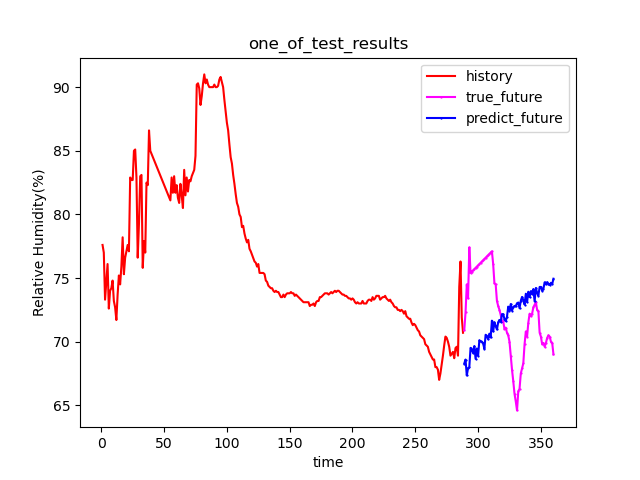 one_of_test_results
history
true_future
predict_future
Relative Humidity(%)
90
85
80
75
70
65
0
50
100
150
200
250
300
350
time